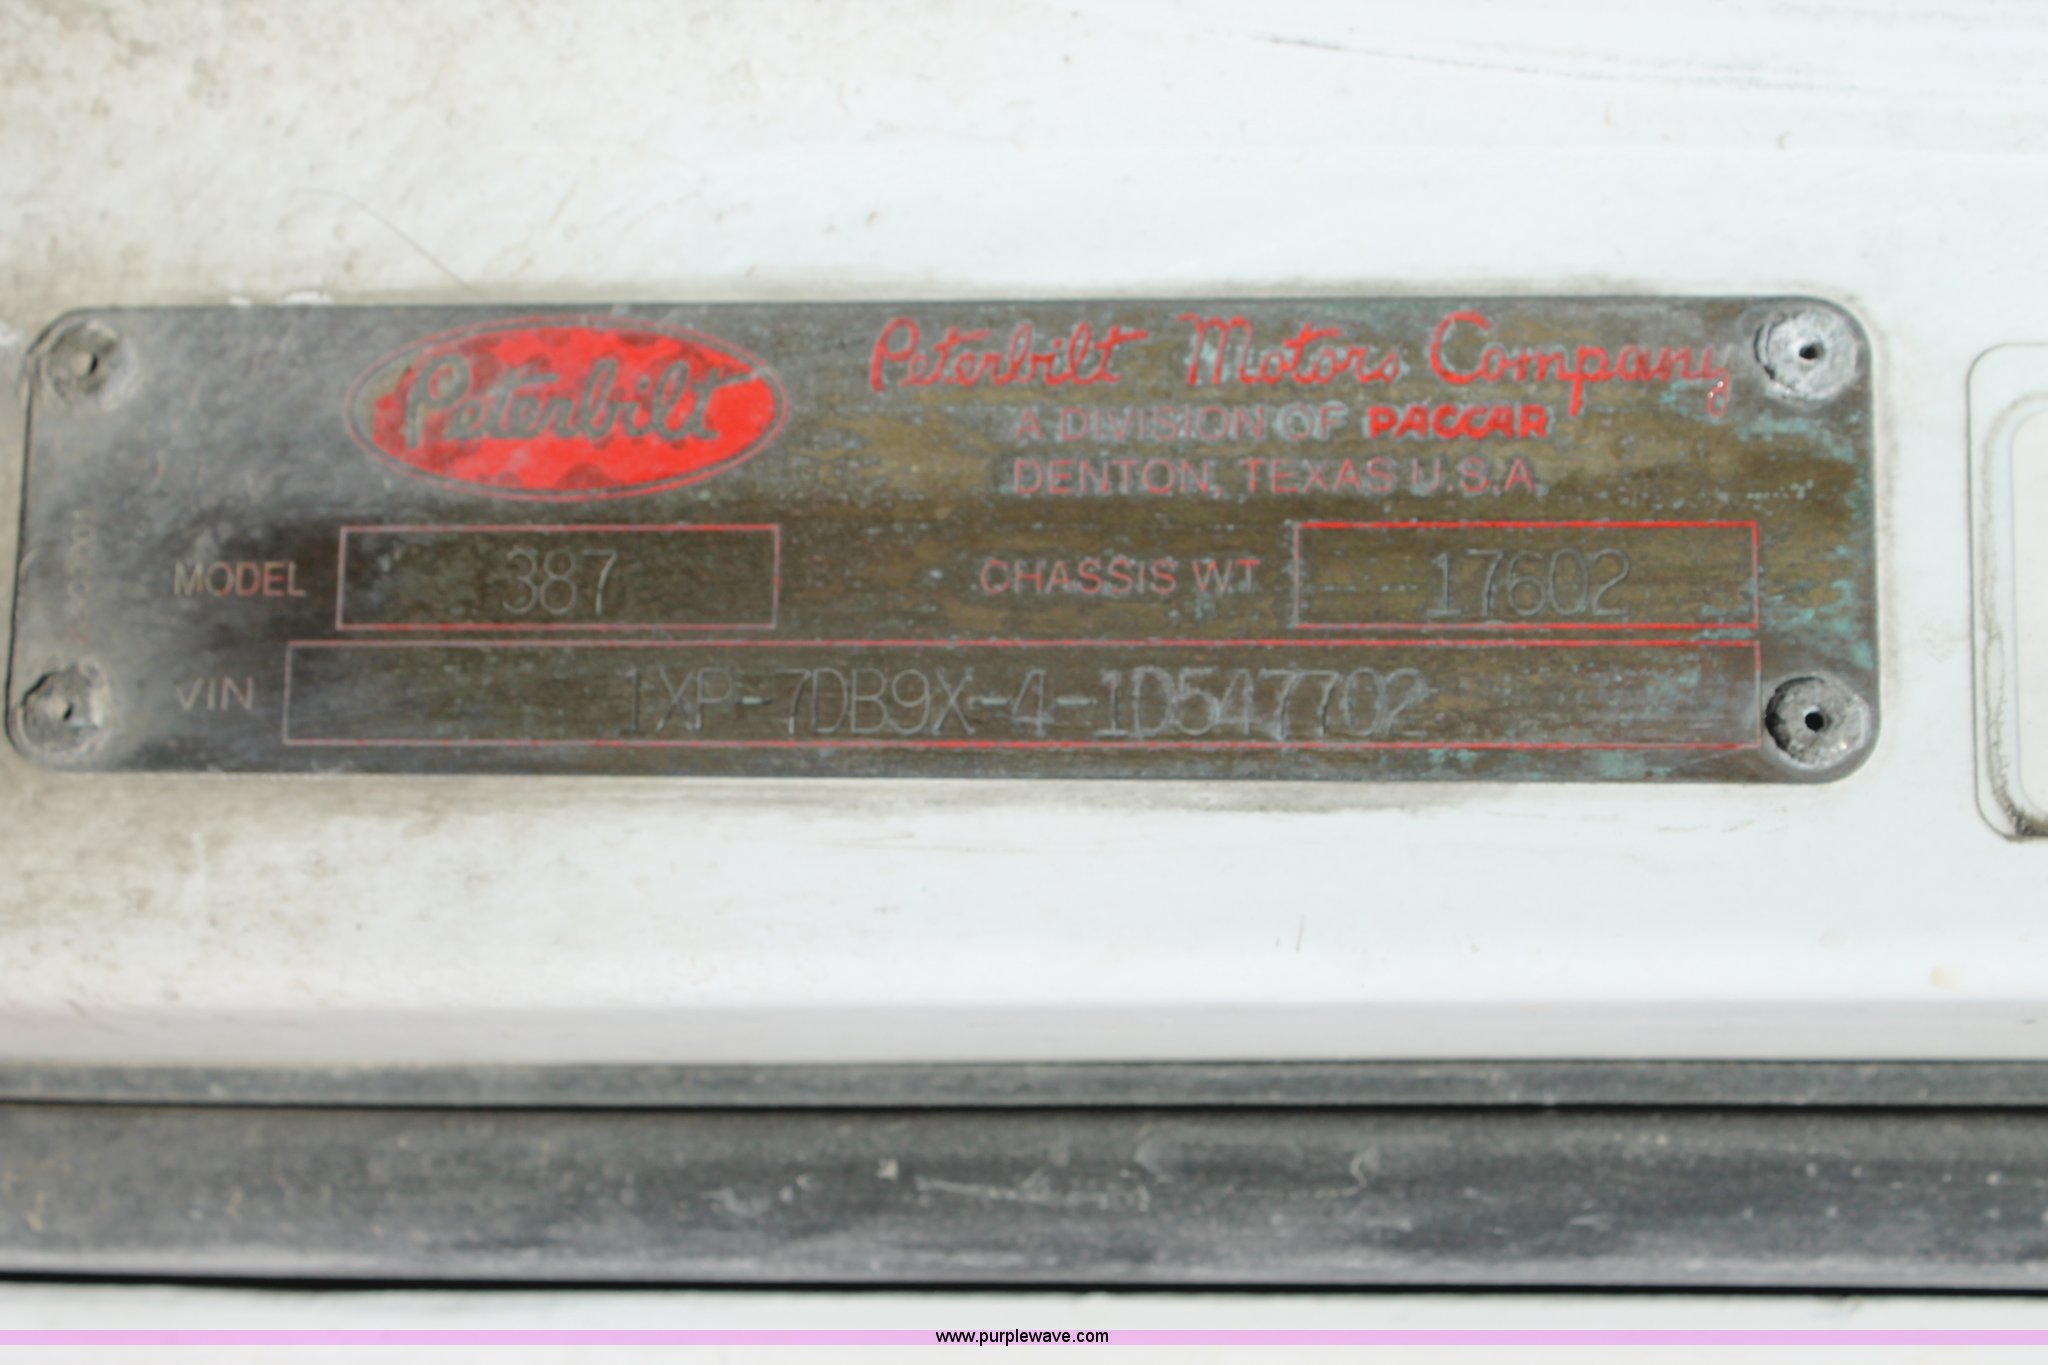 Peterbilt
Peterbilt Motors Company
A DIVISION OF PACCAR
DENTON, TEXAS U.S.A.
MODEL 387 CHASSIS WT 17602
VIN 1XP-7DB9X-4-1D547702
www.purplewave.com